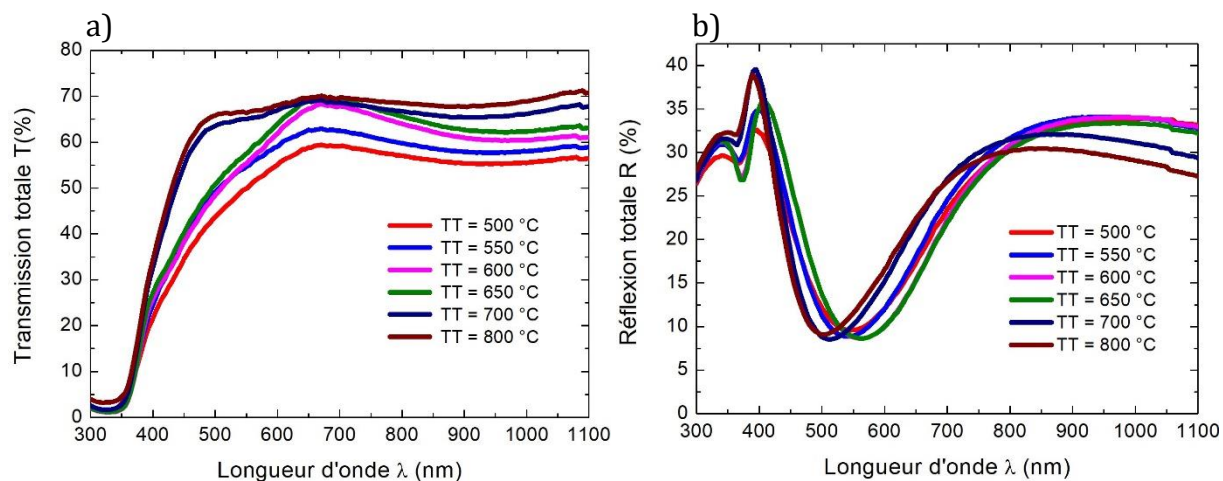 a)
Transmission totale T(%)
80
70
60
50
40
30
20
10
0
300 400 500 600 700 800 900 1000 1100
Longueur d'onde λ (nm)
TT = 500 °C
TT = 550 °C
TT = 600 °C
TT = 650 °C
TT = 700 °C
TT = 800 °C
b)
Réflexion totale R (%)
40
35
30
25
20
15
10
5
0
300 400 500 600 700 800 900 1000 1100
Longueur d'onde λ (nm)
TT = 500 °C
TT = 550 °C
TT = 600 °C
TT = 650 °C
TT = 700 °C
TT = 800 °C